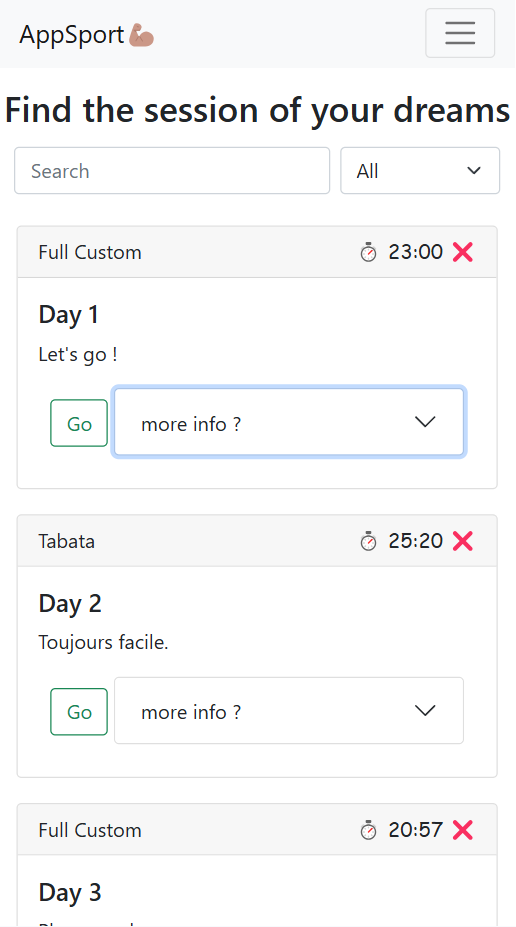 AppSport
Find the session of your dreams
Search
All
Full Custom
23:00
Day 1
Let's go !
Go
more info ?
Tabata
25:20
Day 2
Toujours facile.
Go
more info ?
Full Custom
20:57
Day 3